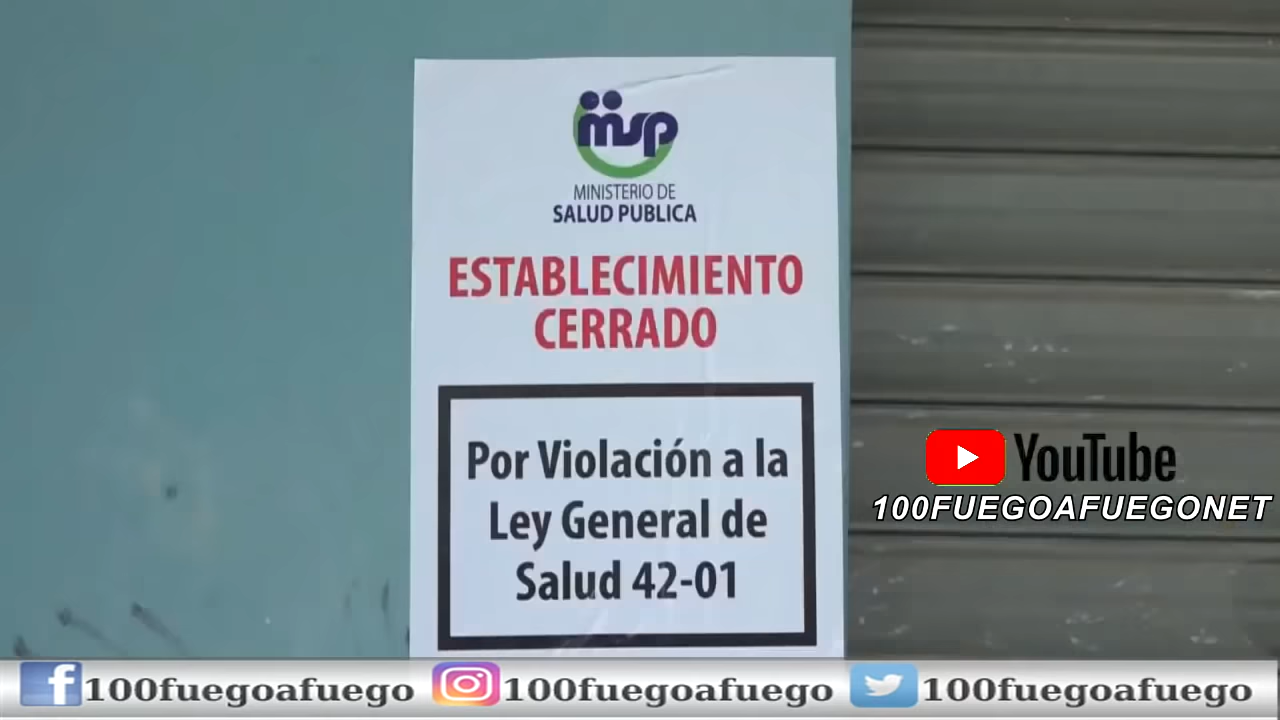 msp
MINISTERIO DE
SALUD PUBLICA
ESTABLECIMIENTO
CERRADO
Por Violación a la
Ley General de
Salud 42-01
YouTube
100FUEGOAFUEGONET
f 100fuegoafuego
100fuegoafuego
100fuegoafuego